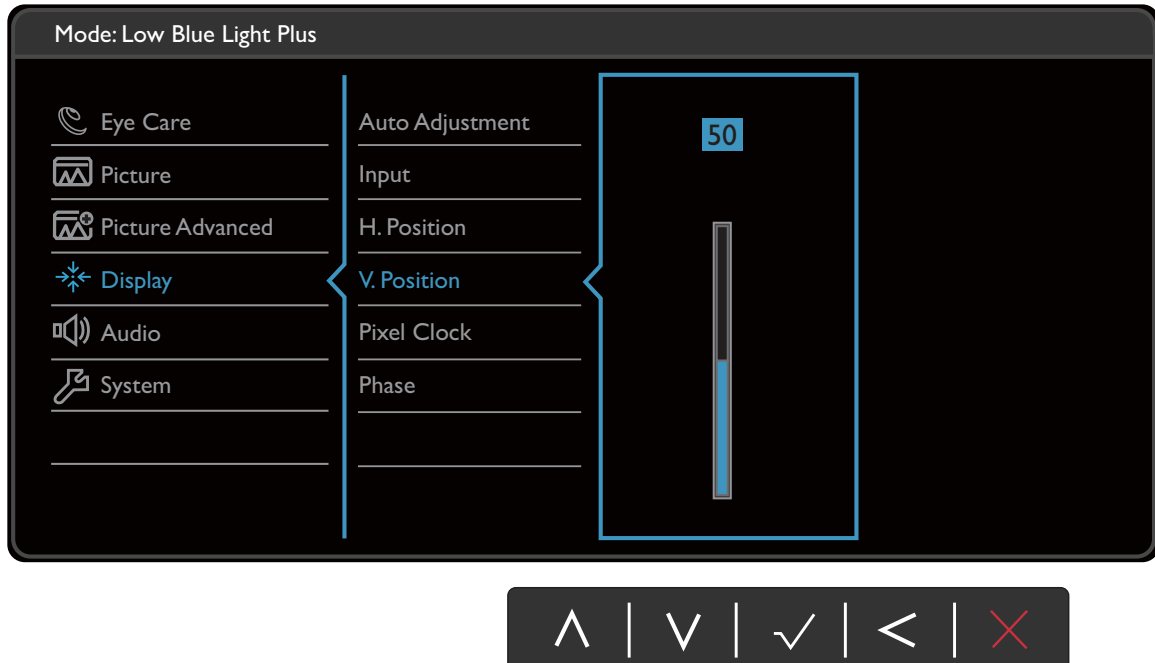 Mode: Low Blue Light Plus
Eye Care
Picture
Picture Advanced
Display
Audio
System
Auto Adjustment
Input
H. Position
V. Position
Pixel Clock
Phase
50